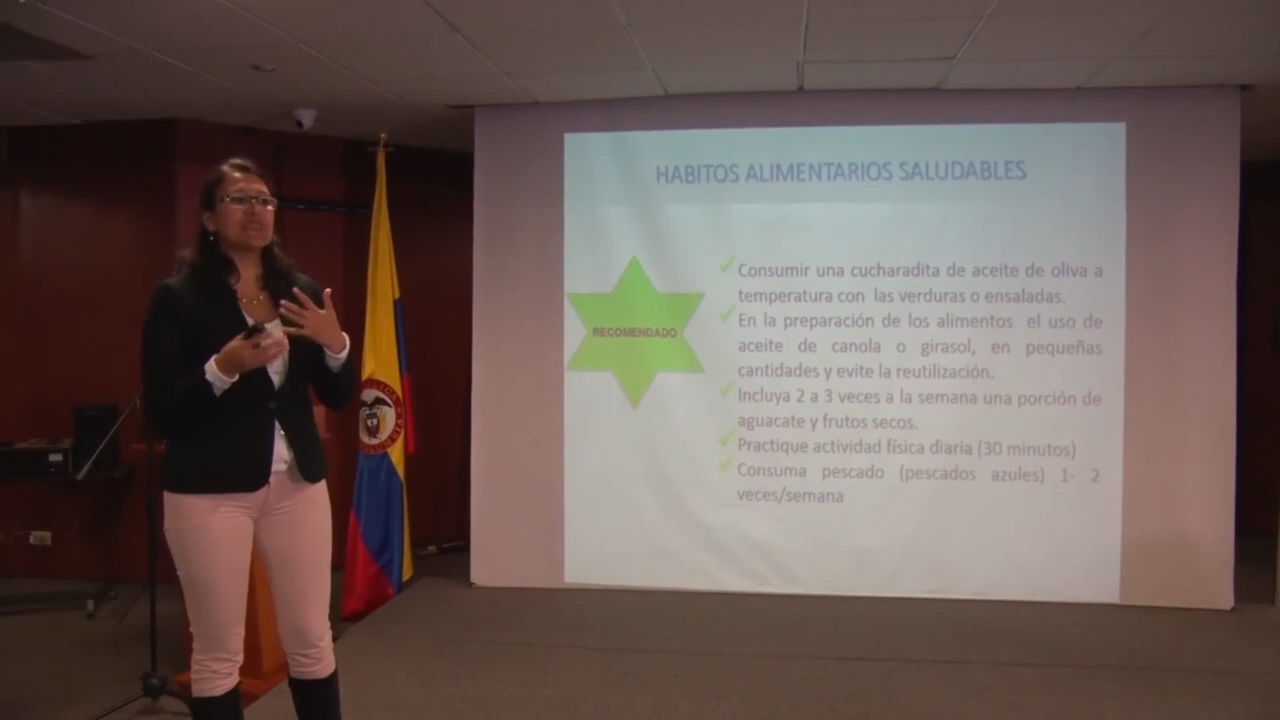 HABITOS ALIMENTARIOS SALUDABLES
RECOMENDADO
Consumir una cucharadita de aceite de oliva a
temperatura con las verduras o ensaladas.
En la preparación de los alimentos el uso de
aceite de canola o girasol, en pequeñas
cantidades y evite la reutilización.
Incluya 2 a 3 veces a la semana una porción de
aguacate y frutos secos.
Practique actividad física diaria (30 minutos)
Consuma pescado (pescados azules) 1- 2
veces/semana